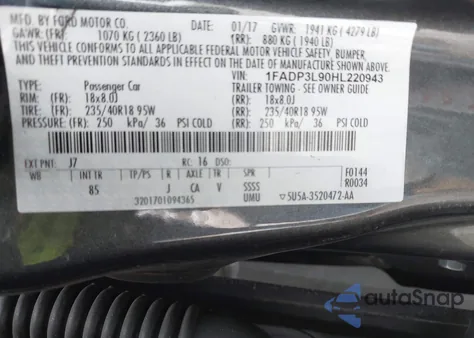 MFD. BY FORD MOTOR CO.
01/17 GVWR: 1941 KG ( 4279 LB)
GAWR: (FR): 1070 KG ( 2360 LB) (RR): 880 KG ( 1940 LB)
THIS VEHICLE CONFORMS TO ALL APPLICABLE FEDERAL MOTOR VEHICLE SAFETY, BUMPER,
AND THEFT PREVENTION STANDARDS IN EFFECT ON THE DATE OF MANUFACTURE SHOWN ABOVE.
VIN: 1FADP3L90HL220943
TYPE: Passenger Car TRAILER TOWING - SEE OWNER GUIDE
RIM: (FR): 18x8.0J (RR): 18x8.0J
TIRE: (FR): 235/40R18 95W (RR): 235/40R18 95W
PRESSURE: (FR): 250 kPa/ 36 PSI COLD (RR): 250 kPa/ 36 PSI COLD
EXT PNT: J7 RC: 16 DSO:
WB INT TR TP/PS R AXLE TR SPR F0144
85 J CA V SSSS R0034
3201701094365 UMU 5U5A-3520472-AA
autoSnap